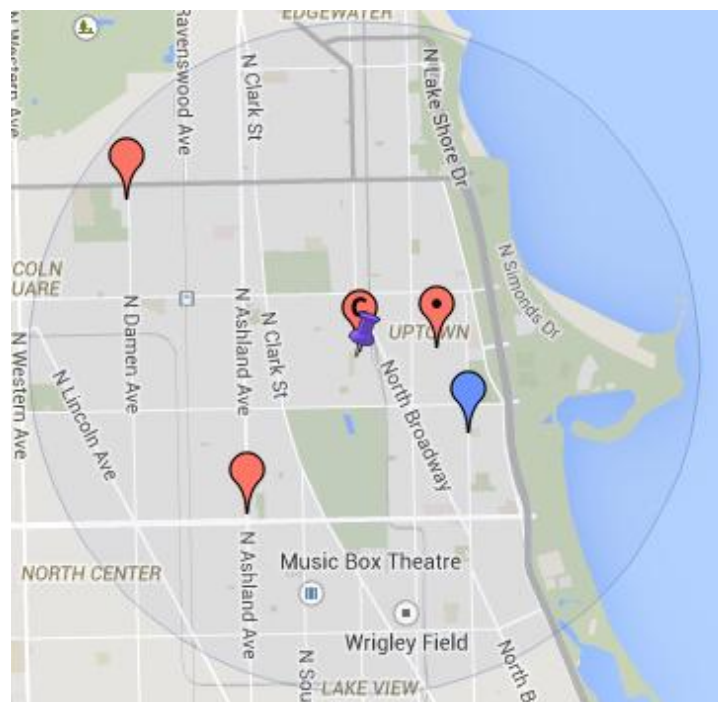 EDGEWATER
N Western Ave
Ravenswood Ave
N Clark St
N Lake Shore Dr
COLN
UARE
N Simonds Dr
N Damen Ave
N Ashland Ave
N Clark St
C
UPTOWN
N Western Ave
N Lincoln Ave
North Broadway
NORTH CENTER
N Ashland Ave
Music Box Theatre
Wrigley Field
N Sou
North B
LAKE VIEW